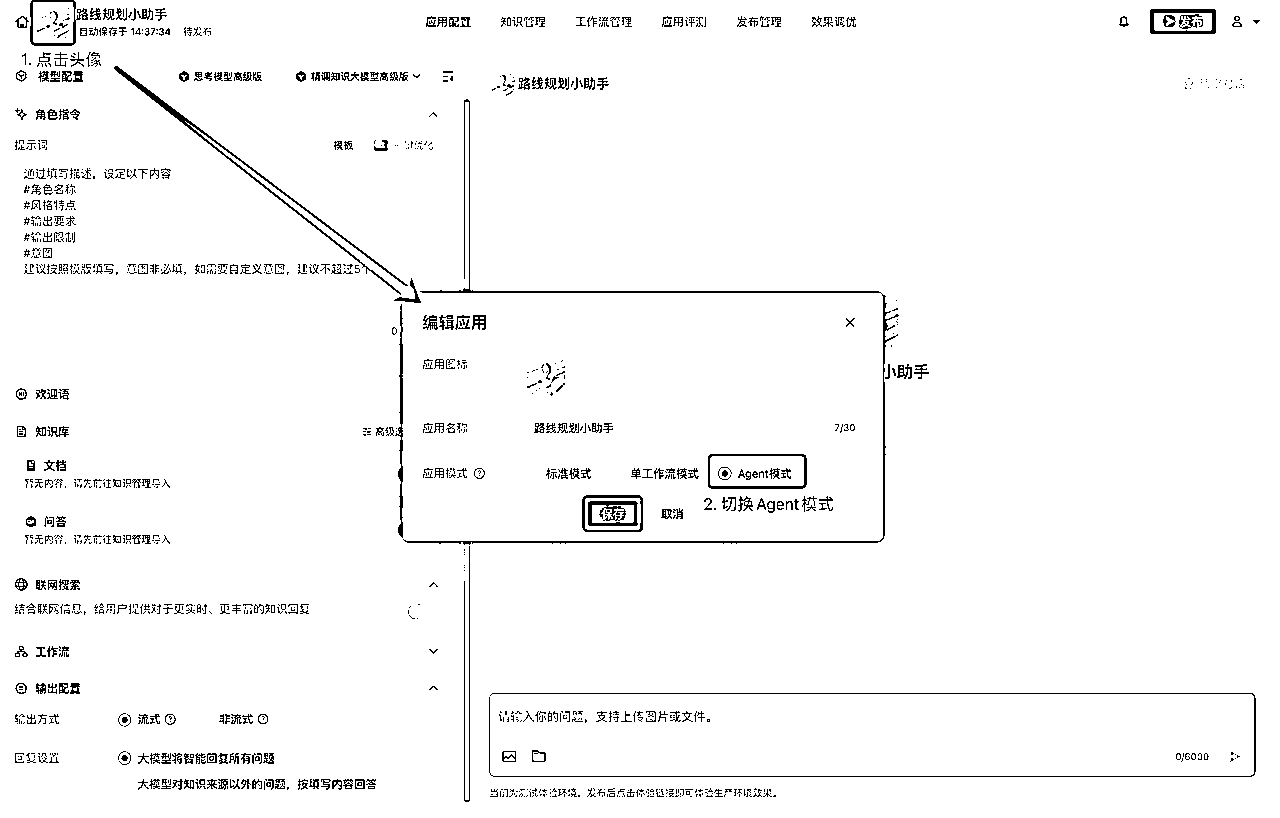 路线规划小助手
自动保存于 14:37:34 待发布
应用配置 知识管理 工作流管理 应用评测 发布管理 效果调优
发布
1. 点击头像
模型配置 思考模型高级版 精调知识大模型高级版
路线规划小助手
角色指令
提示词 模板 一键优化
通过填写描述，设定以下内容
#角色名称
#风格特点
#输出要求
#输出限制
#意图
建议按照模版填写，意图非必填，如需要自定义意图，建议不超过5个
编辑应用
0
应用图标
小助手
欢迎语
知识库 高级选
应用名称 路线规划小助手 7/30
文档
暂无内容，请先前往知识管理导入
应用模式 标准模式 单工作流模式 Agent模式
2. 切换Agent模式
保存 取消
问答
暂无内容，请先前往知识管理导入
联网搜索
结合联网信息，给用户提供对于更实时、更丰富的知识回复
工作流
输出配置
输出方式 流式 非流式
回复设置 大模型将智能回复所有问题
大模型对知识来源以外的问题，按填写内容回答
请输入你的问题，支持上传图片或文件。
0/6000
当前为测试体验环境，发布后点击体验链接即可体验生产环境效果。